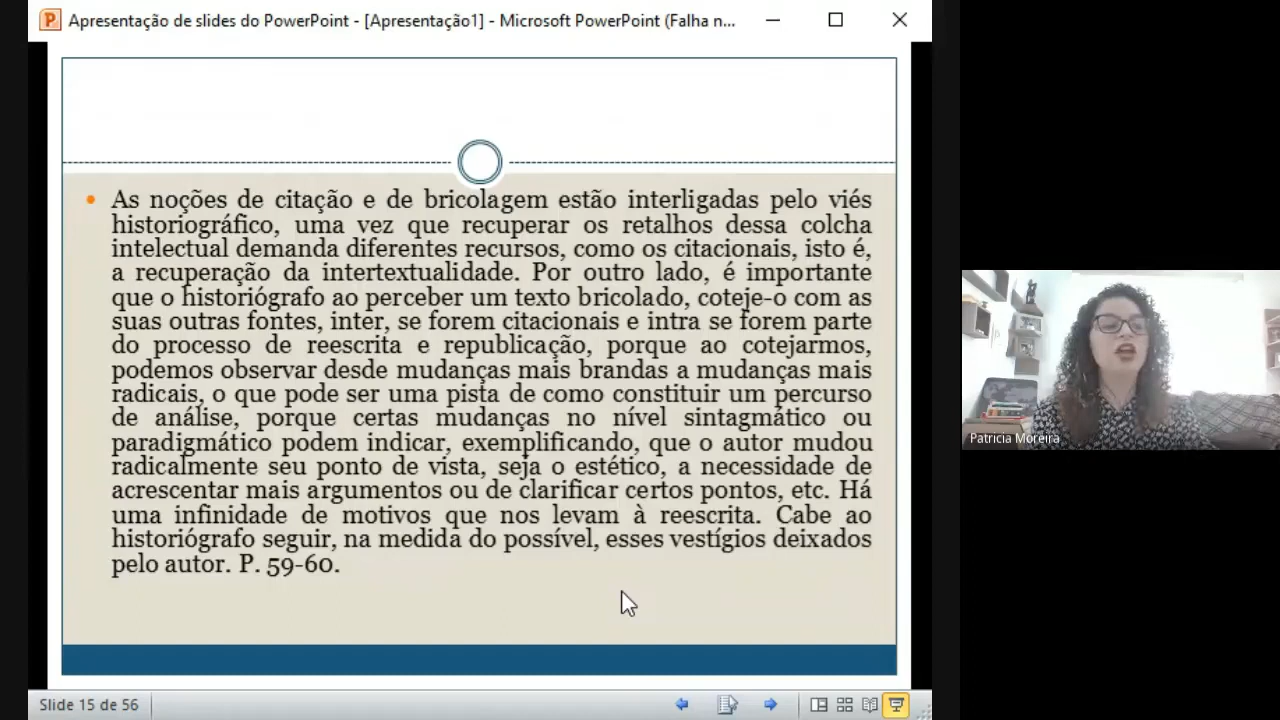 Apresentação de slides do PowerPoint - [Apresentação1] - Microsoft PowerPoint (Falha n...
As noções de citação e de bricolagem estão interligadas pelo viés
historiográfico, uma vez que recuperar os retalhos dessa colcha
intelectual demanda diferentes recursos, como os citacionais, isto é,
a recuperação da intertextualidade. Por outro lado, é importante
que o historiógrafo ao perceber um texto bricolado, coteje-o com as
suas outras fontes, inter, se forem citacionais e intra se forem parte
do processo de reescrita e republicação, porque ao cotejarmos,
podemos observar desde mudanças mais brandas a mudanças mais
radicais, o que pode ser uma pista de como constituir um percurso
de análise, porque certas mudanças no nível sintagmático ou
paradigmático podem indicar, exemplificando, que o autor mudou
radicalmente seu ponto de vista, seja o estético, a necessidade de
acrescentar mais argumentos ou de clarificar certos pontos, etc. Há
uma infinidade de motivos que nos levam à reescrita. Cabe ao
historiógrafo seguir, na medida do possível, esses vestígios deixados
pelo autor. P. 59-60.
Patricia Moreira
Slide 15 de 56